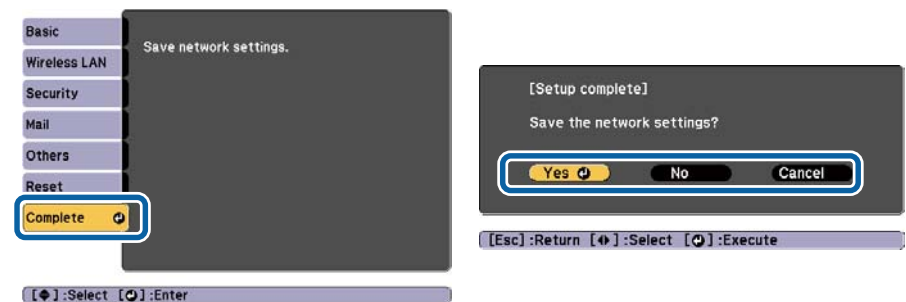 Basic
Wireless LAN
Security
Mail
Others
Reset
Complete
Save network settings.
[◆]:Select [⏎]:Enter
[Setup complete]
Save the network settings?
Yes No Cancel
[Esc]:Return [◀▶]:Select [⏎]:Execute